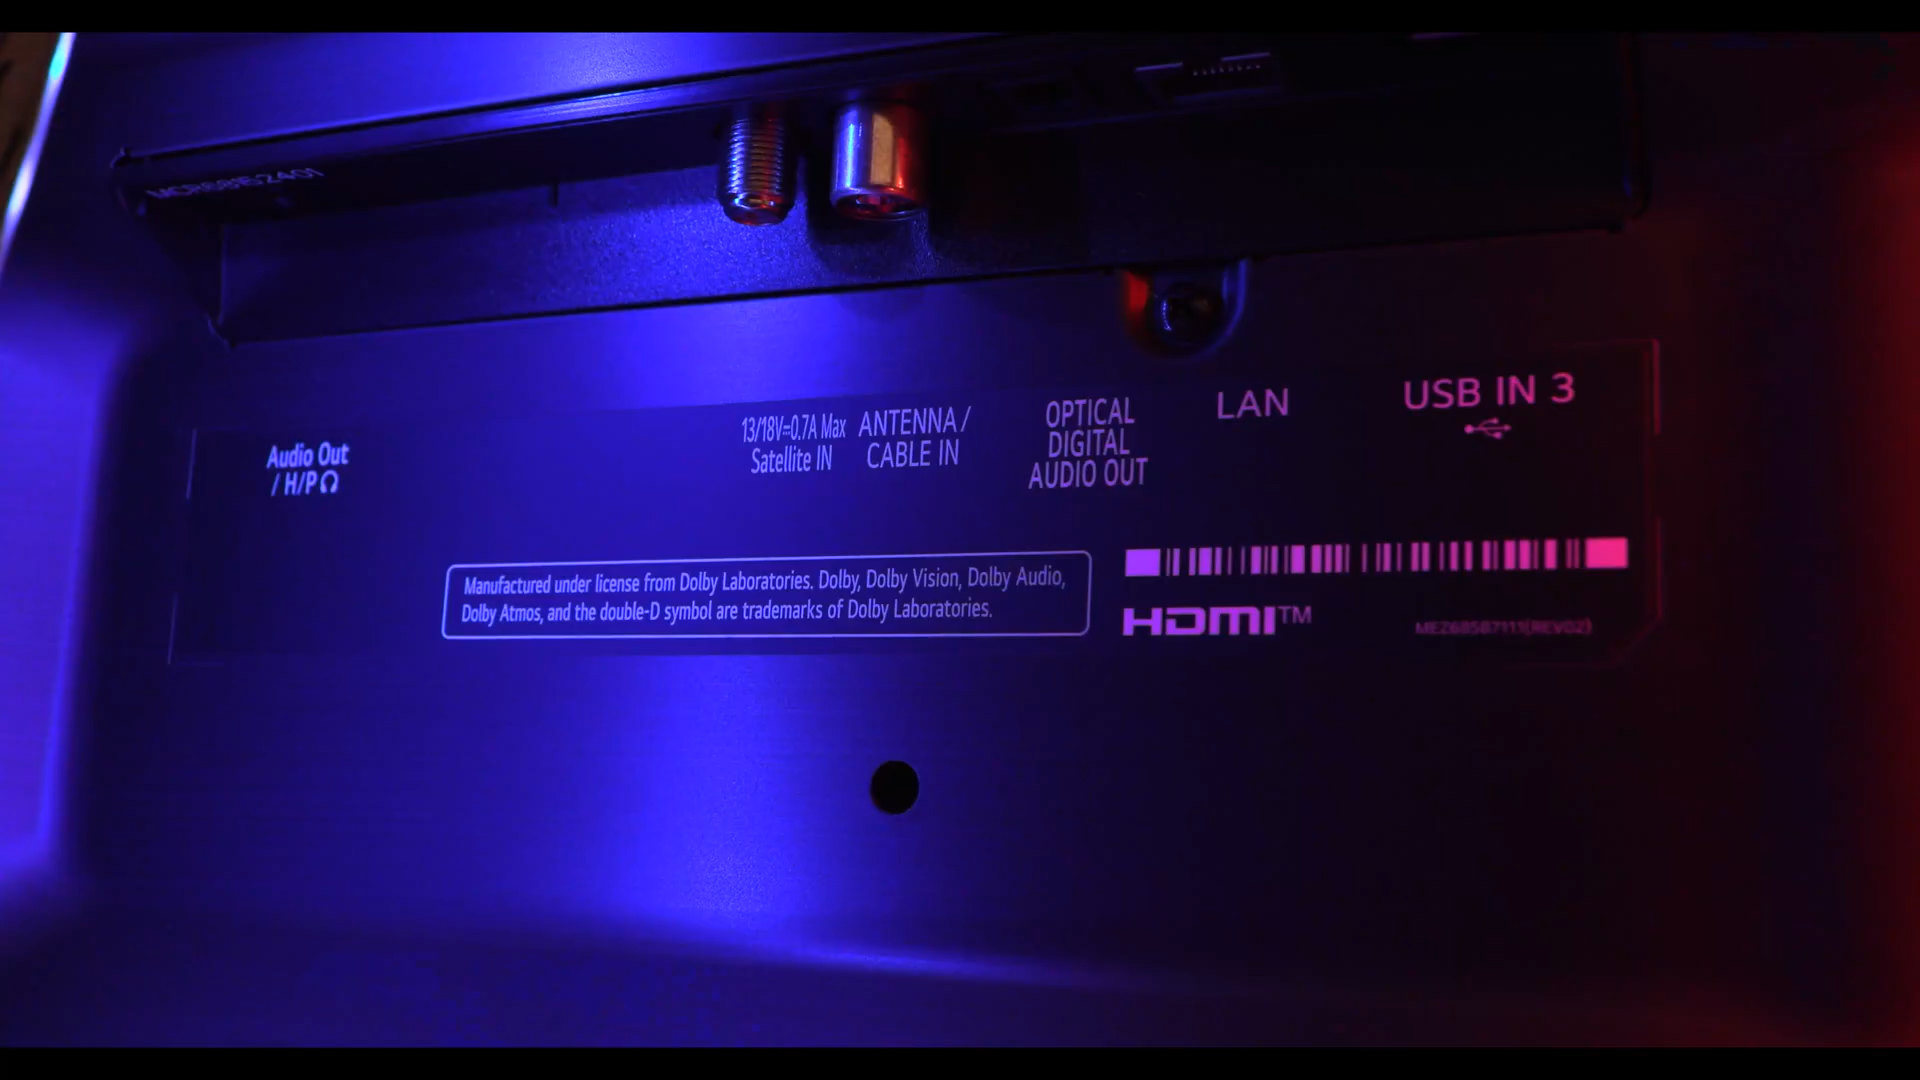 Audio Out
/ H/P
13/18V⎓0.7A Max
Satellite IN
ANTENNA /
CABLE IN
OPTICAL
DIGITAL
AUDIO OUT
LAN
USB IN 3
Manufactured under license from Dolby Laboratories. Dolby, Dolby Vision, Dolby Audio,
Dolby Atmos, and the double-D symbol are trademarks of Dolby Laboratories.
HDMI™